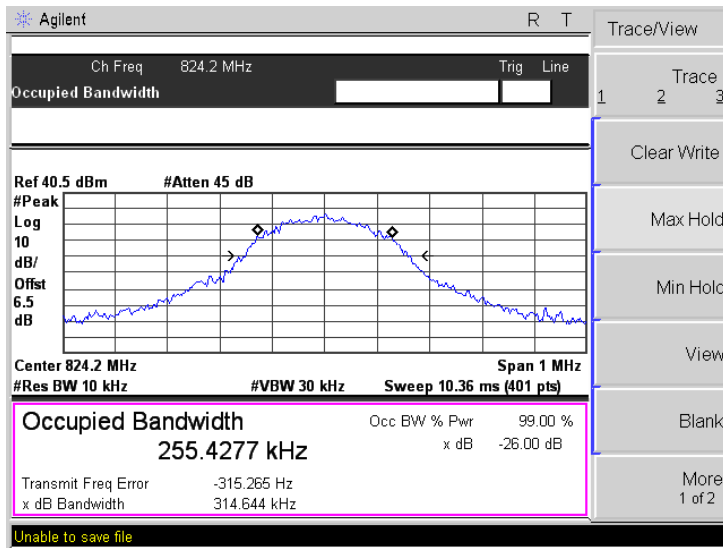 Agilent R T
Ch Freq 824.2 MHz Trig Line
Occupied Bandwidth
Ref 40.5 dBm #Atten 45 dB
#Peak
Log
10
dB/
Offst
6.5
dB
Center 824.2 MHz Span 1 MHz
#Res BW 10 kHz #VBW 30 kHz Sweep 10.36 ms (401 pts)
Occupied Bandwidth
255.4277 kHz
Occ BW % Pwr 99.00 %
x dB -26.00 dB
Transmit Freq Error -315.265 Hz
x dB Bandwidth 314.644 kHz
Unable to save file
Trace/View
Trace
1 2 3
Clear Write
Max Hold
Min Hold
View
Blank
More
1 of 2